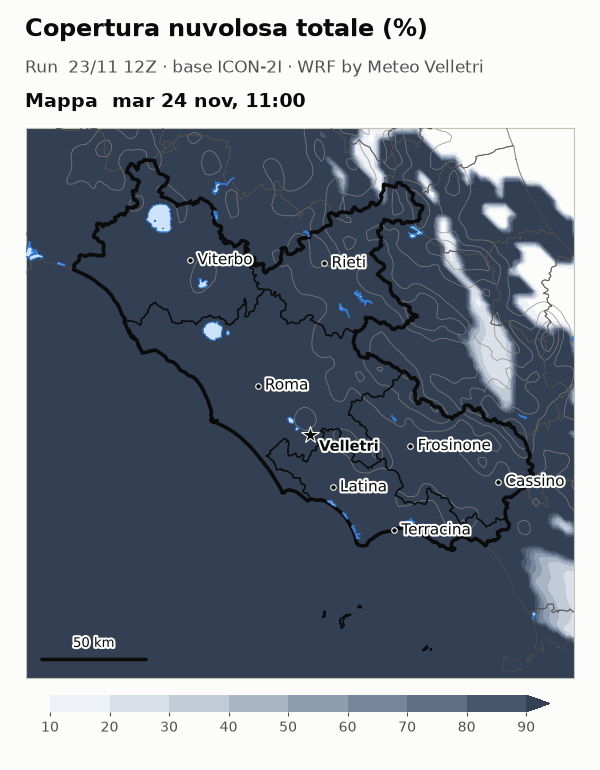 Copertura nuvolosa totale (%)
Run  23/11 12Z · base ICON-2I · WRF by Meteo Velletri
Mappa  mar 24 nov, 11:00
Viterbo
Rieti
Roma
Velletri
Frosinone
Cassino
Latina
Terracina
50 km
10 20 30 40 50 60 70 80 90